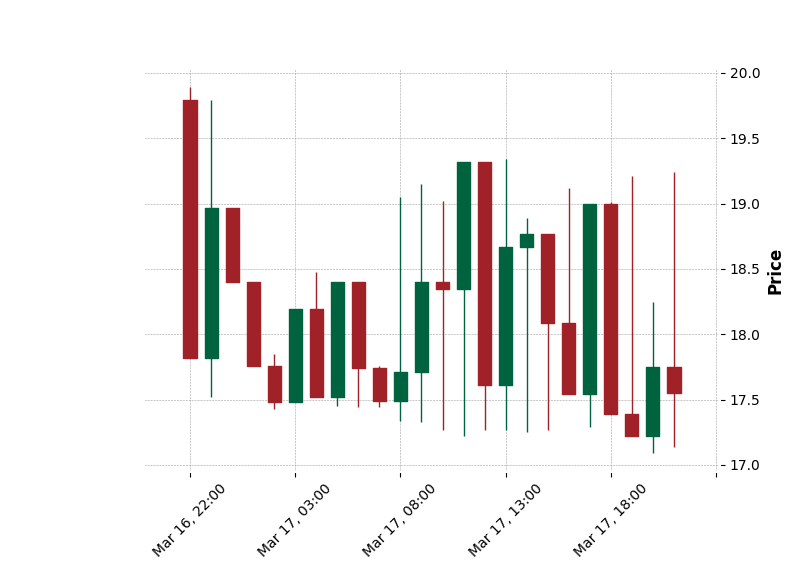 20.0
19.5
19.0
18.5
18.0
17.5
17.0
Price
Mar 16, 22:00
Mar 17, 03:00
Mar 17, 08:00
Mar 17, 13:00
Mar 17, 18:00